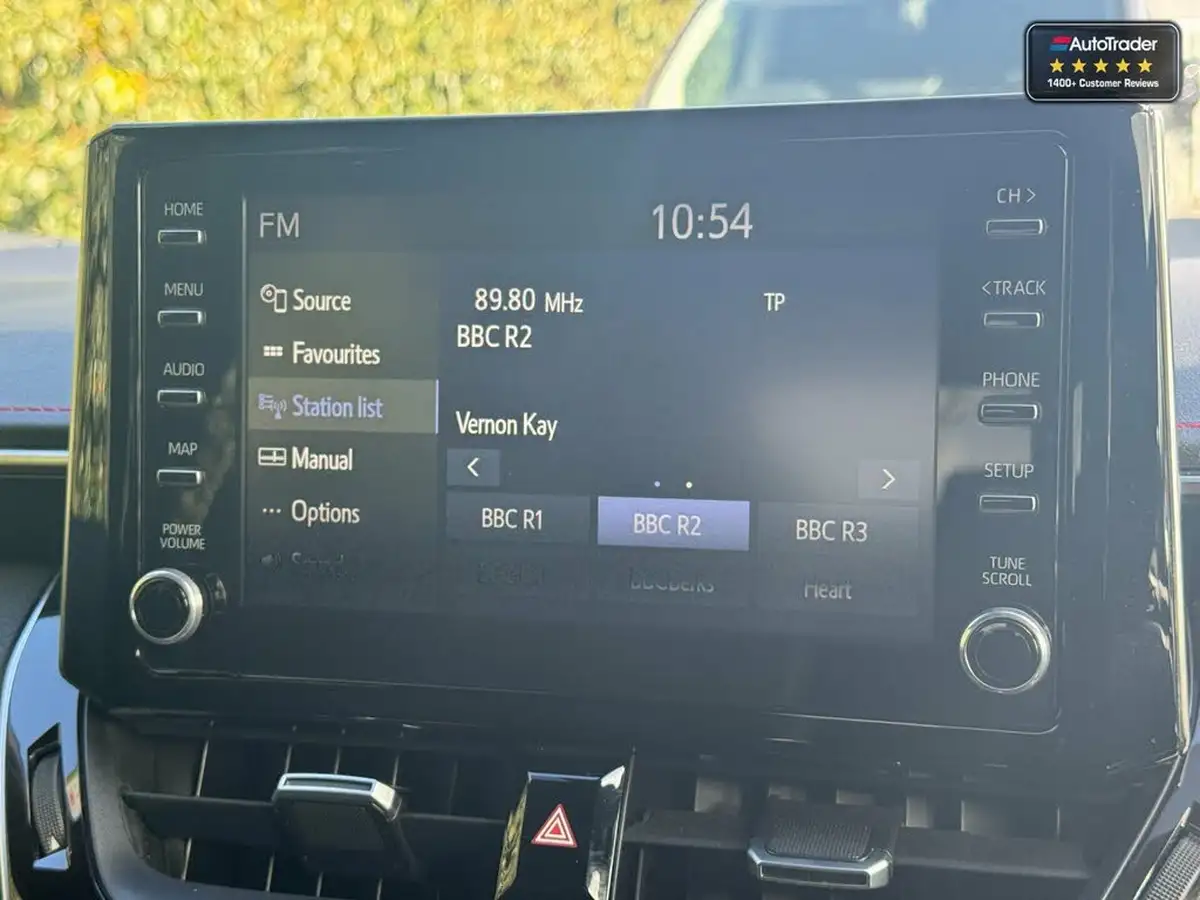 AutoTrader
1400+ Customer Reviews
HOME
MENU
AUDIO
MAP
POWER
VOLUME
FM
10:54
Source
Favourites
Station list
Manual
Options
89.80 MHz
TP
BBC R2
Vernon Kay
<
>
BBC R1
BBC R2
BBC R3
Heart
CH >
<TRACK
PHONE
SETUP
TUNE
SCROLL